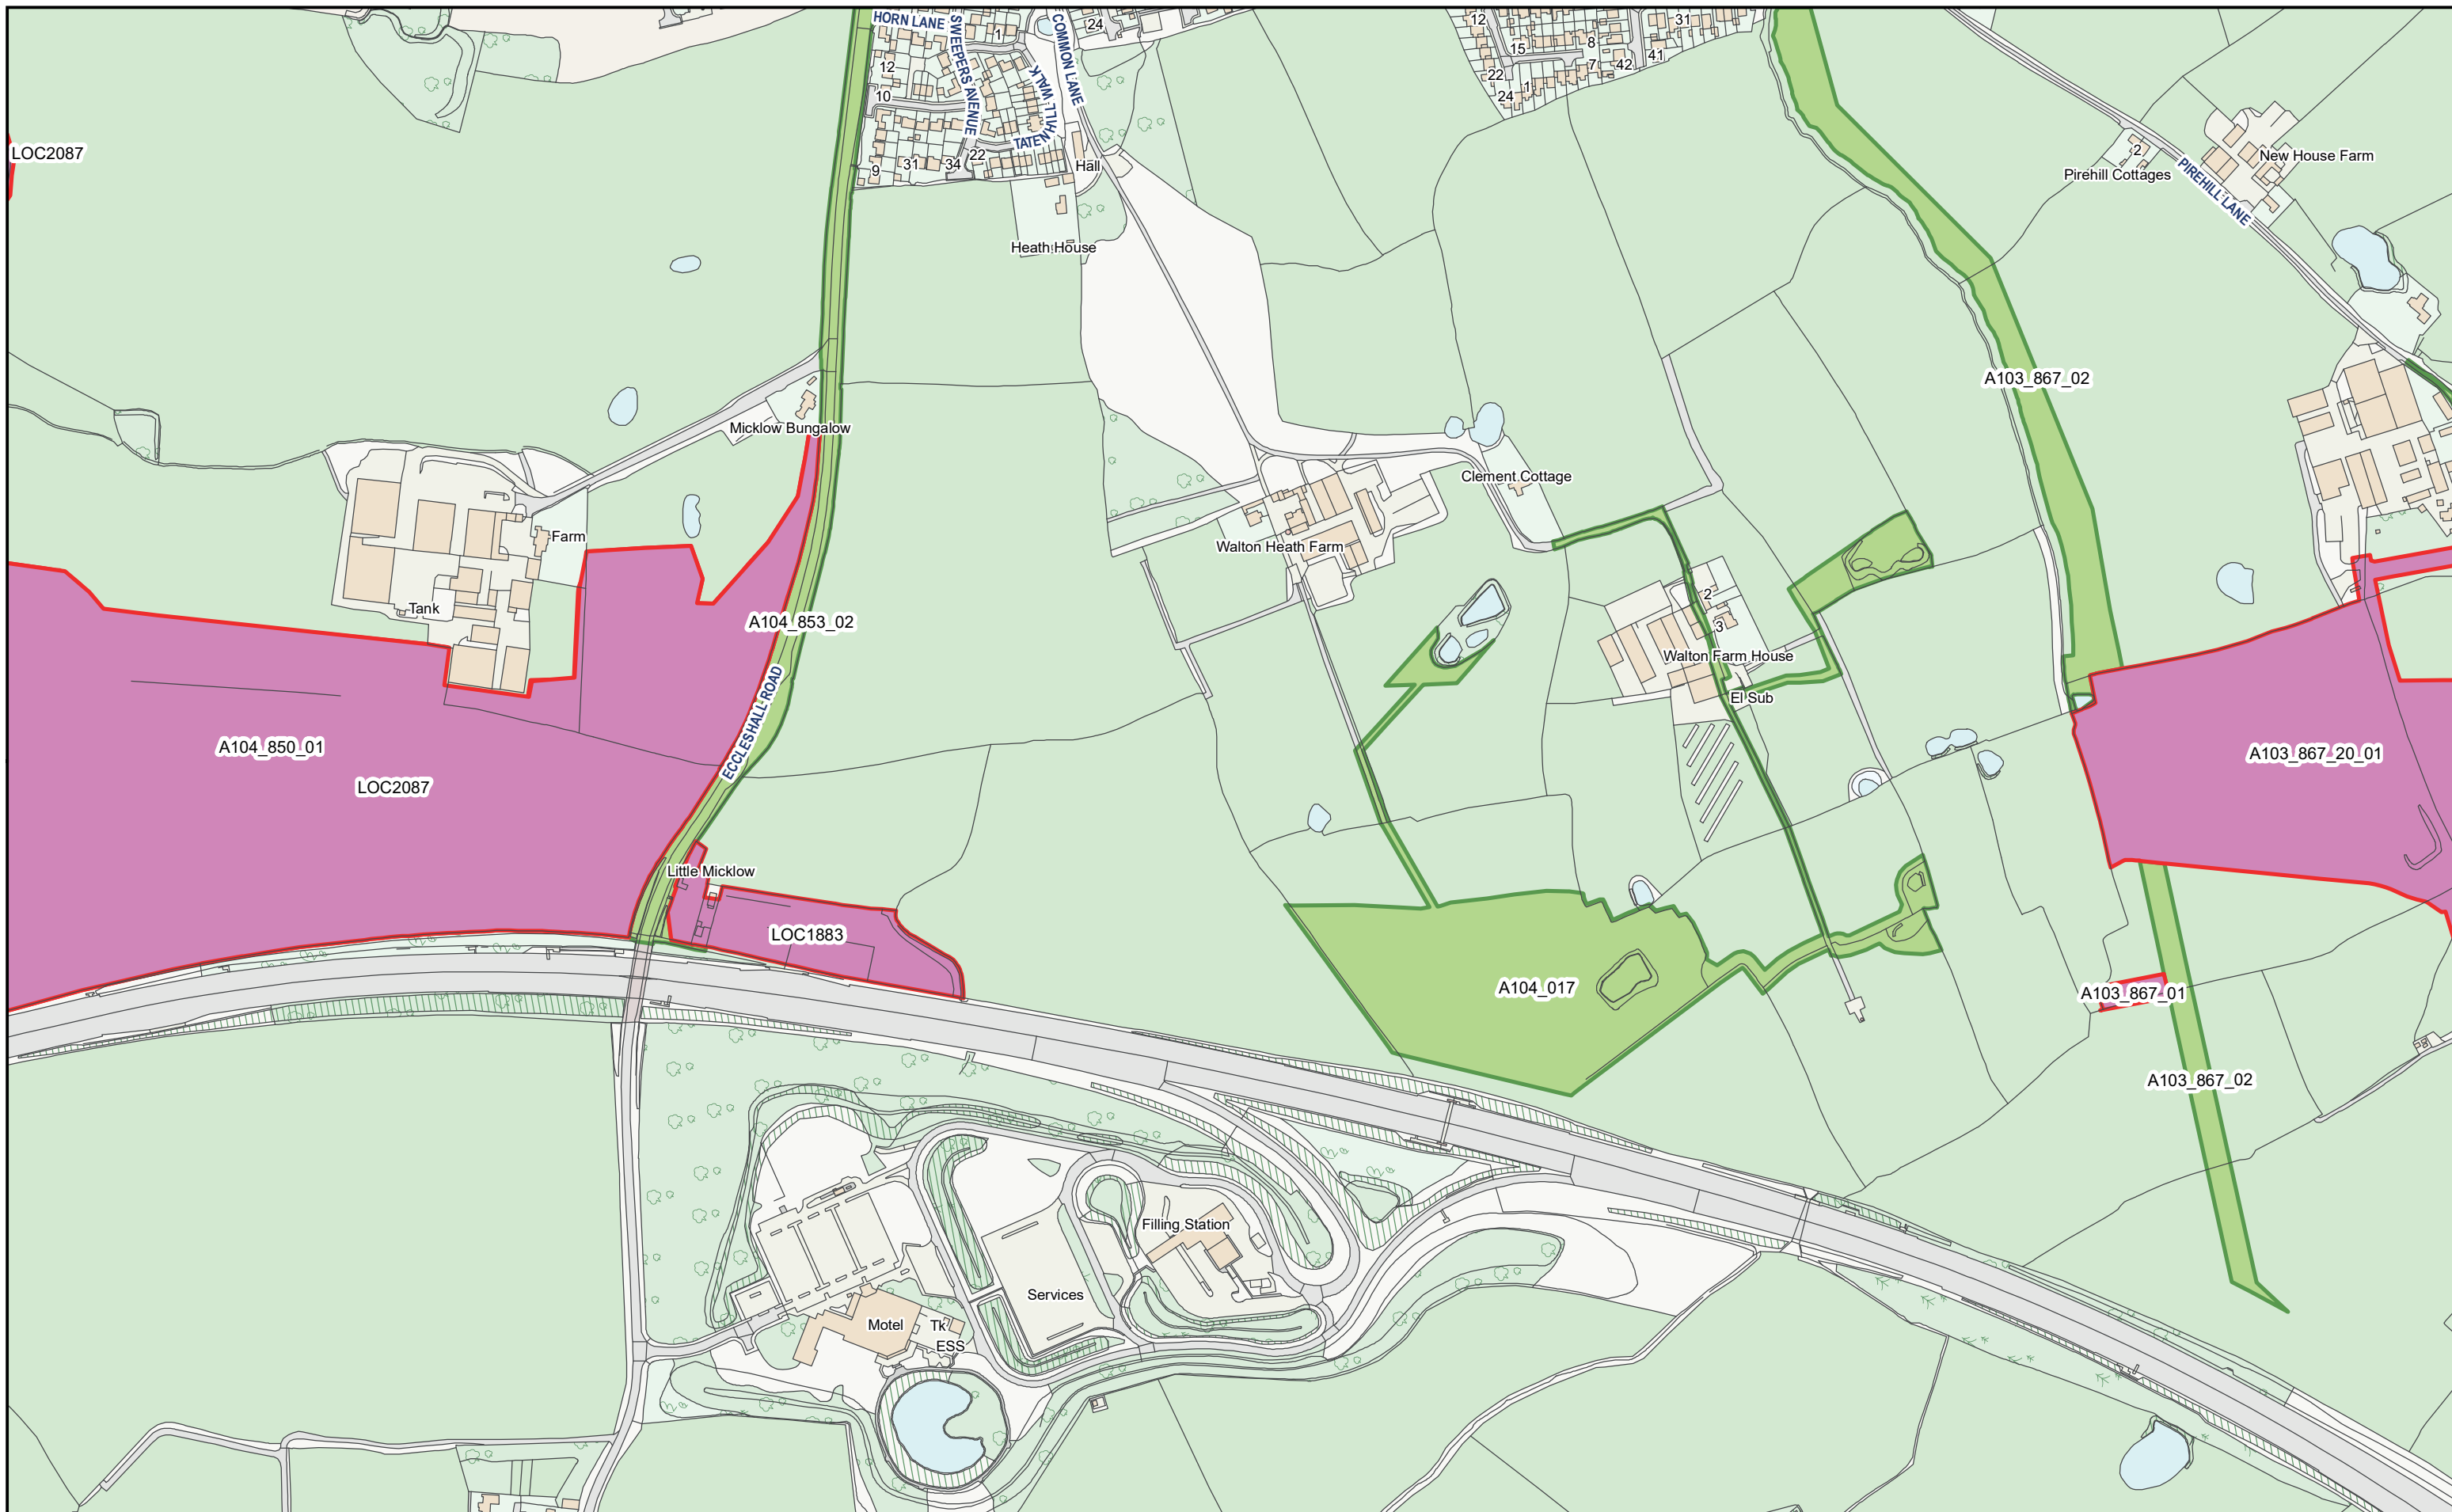 HORN LANE
SWEEPERS AVENUE
COMMON LANE
WALK
HILL
TATE
1
24
12
10
9
31
34
22
Hall
Heath House
12
15
22
24
1
8
7
42
31
41
2
Pirehill Cottages
New House Farm
PIREHILL LANE
LOC2087
A103_867_02
Micklow Bungalow
Clement Cottage
Farm
Walton Heath Farm
Tank
2
3
A104_853_02
Walton Farm House
El Sub
ECCLESHALL ROAD
A104_850_01
LOC2087
A103_867_20_01
Little Micklow
LOC1883
A104_017
A103_867_01
A103_867_02
Filling Station
Services
Motel
Tk
ESS